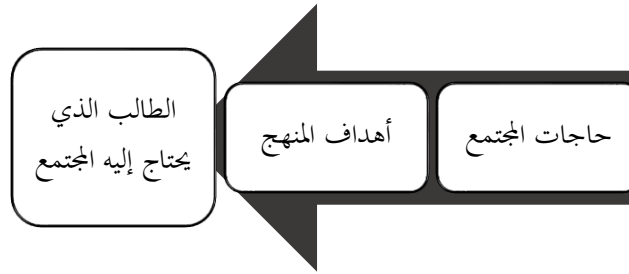 حاجات المجتمع
أهداف المنهج
الطالب الذي
يحتاج إليه المجتمع